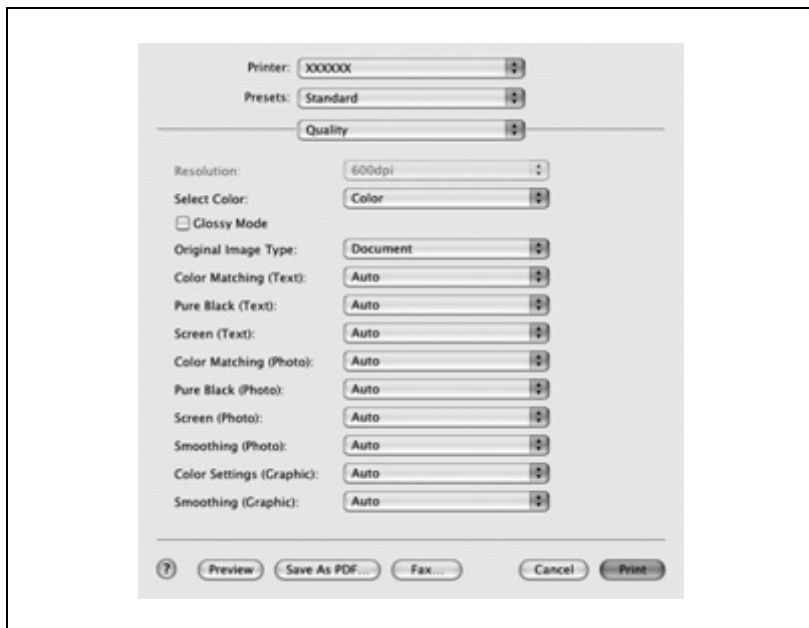 Printer: XXXXXX
Presets: Standard
Quality
Resolution: 600dpi
Select Color: Color
Glossy Mode
Original Image Type: Document
Color Matching (Text): Auto
Pure Black (Text): Auto
Screen (Text): Auto
Color Matching (Photo): Auto
Pure Black (Photo): Auto
Screen (Photo): Auto
Smoothing (Photo): Auto
Color Settings (Graphic): Auto
Smoothing (Graphic): Auto
? Preview Save As PDF... Fax... Cancel Print